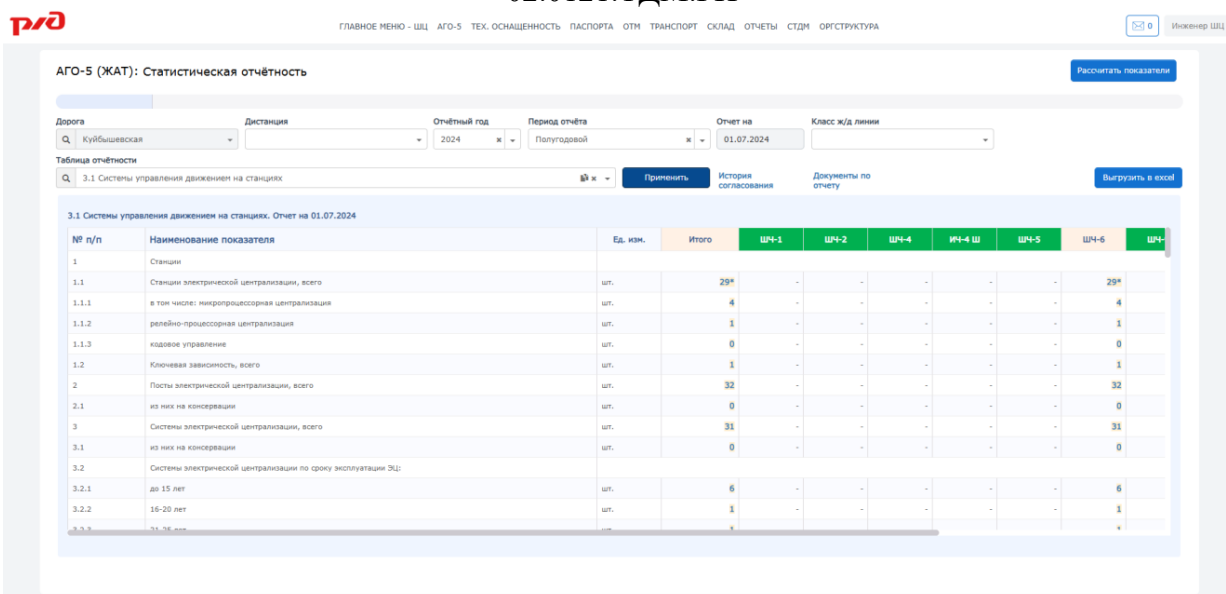 ржд
ГЛАВНОЕ МЕНЮ - ШЦ АГО-5 ТЕХ. ОСНАЩЕННОСТЬ ПАСПОРТА ОТМ ТРАНСПОРТ СКЛАД ОТЧЕТЫ СТДМ ОРГСТРУКТУРА
0 Инженер ШЦ
АГО-5 (ЖАТ): Статистическая отчётность
Рассчитать показатели
Дорога Дистанция Отчётный год Период отчёта Отчет на Класс ж/д линии
Куйбышевская 2024 Полугодовой 01.07.2024
Таблица отчётности
3.1 Системы управления движением на станциях Применить История согласования Документы по отчету Выгрузить в excel
3.1 Системы управления движением на станциях. Отчет на 01.07.2024
№ п/п Наименование показателя Ед. изм. Итого ШЧ-1 ШЧ-2 ШЧ-4 ИЧ-4 Ш ШЧ-5 ШЧ-6
1 Станции
1.1 Станции электрической централизации, всего шт. 29* - - - - - 29*
1.1.1 в том числе: микропроцессорная централизация шт. 4 - - - - - 4
1.1.2 релейно-процессорная централизация шт. 1 - - - - - 1
1.1.3 кодовое управление шт. 0 - - - - - 0
1.2 Ключевая зависимость, всего шт. 1 - - - - - 1
2 Посты электрической централизации, всего шт. 32 - - - - - 32
2.1 из них на консервации шт. 0 - - - - - 0
3 Системы электрической централизации, всего шт. 31 - - - - - 31
3.1 из них на консервации шт. 0 - - - - - 0
3.2 Системы электрической централизации по сроку эксплуатации ЭЦ:
3.2.1 до 15 лет шт. 6 - - - - - 6
3.2.2 16-20 лет шт. 1 - - - - - 1